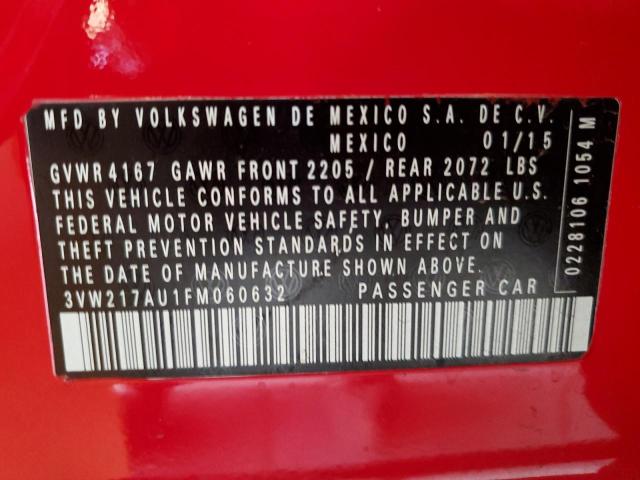 MFD BY VOLKSWAGEN DE MEXICO S.A. DE C.V.
MEXICO 01/15
GVWR 4167 GAWR FRONT 2205 / REAR 2072 LBS
THIS VEHICLE CONFORMS TO ALL APPLICABLE U.S.
FEDERAL MOTOR VEHICLE SAFETY, BUMPER AND
THEFT PREVENTION STANDARDS IN EFFECT ON
THE DATE OF MANUFACTURE SHOWN ABOVE.
3VW217AU1FM060632 PASSENGER CAR
0228106 1054 M